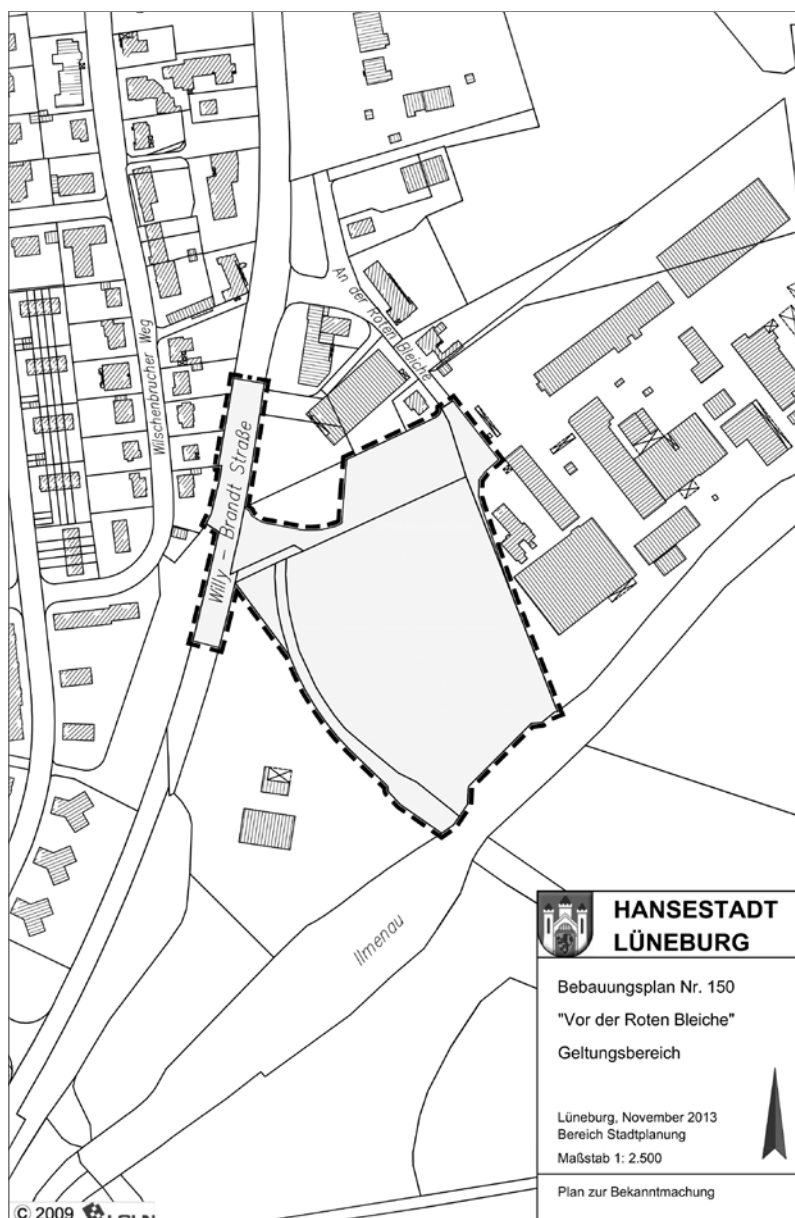 Wilschenbrucher Weg
An der Roten Bleiche
Willy - Brandt Straße
Ilmenau
HANSESTADT
LÜNEBURG
Bebauungsplan Nr. 150
"Vor der Roten Bleiche"
Geltungsbereich
Lüneburg, November 2013
Bereich Stadtplanung
Maßstab 1: 2.500
Plan zur Bekanntmachung
© 2009